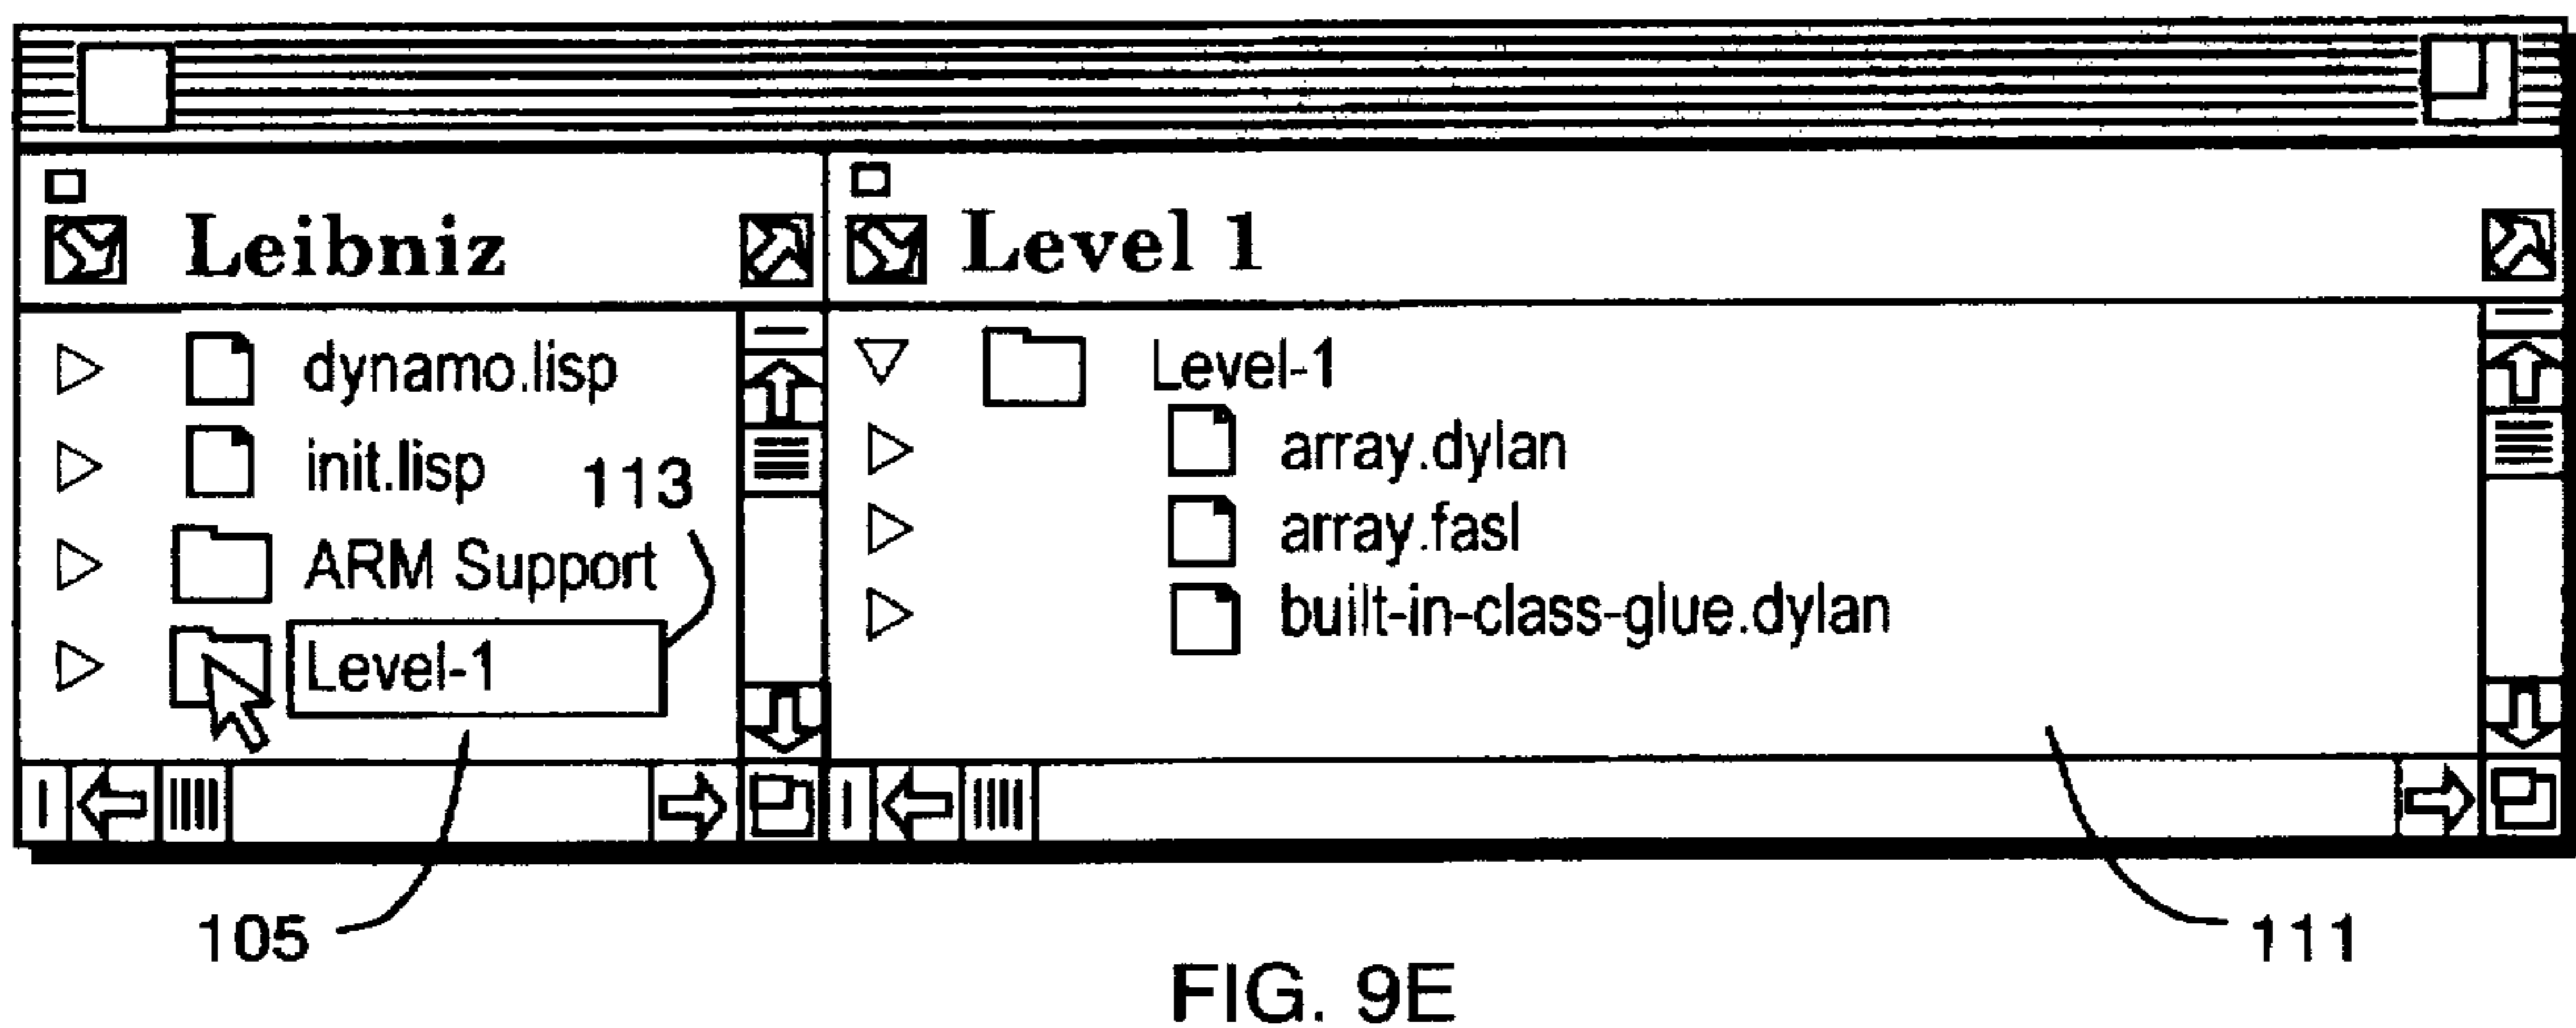 Leibniz
dynamo.lisp
init.lisp
113
ARM Support
Level-1
Level 1
Level-1
array.dylan
array.fasl
built-in-class-glue.dylan
105
111
FIG. 9E